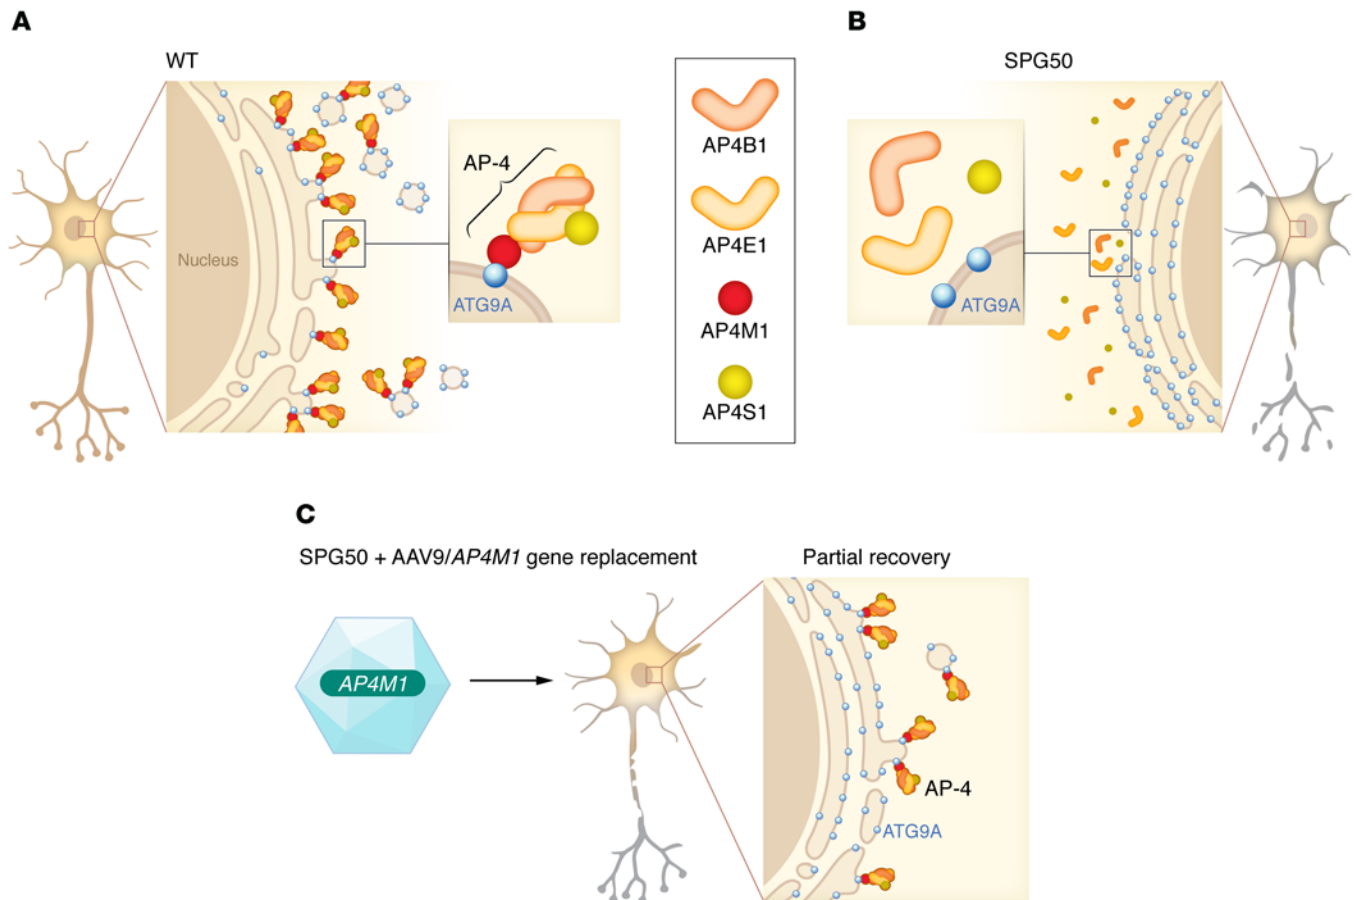 A
WT
Nucleus
AP-4
ATG9A
AP4B1
AP4E1
AP4M1
AP4S1
B
SPG50
ATG9A
C
SPG50 + AAV9/AP4M1 gene replacement
Partial recovery
AP4M1
AP-4
ATG9A